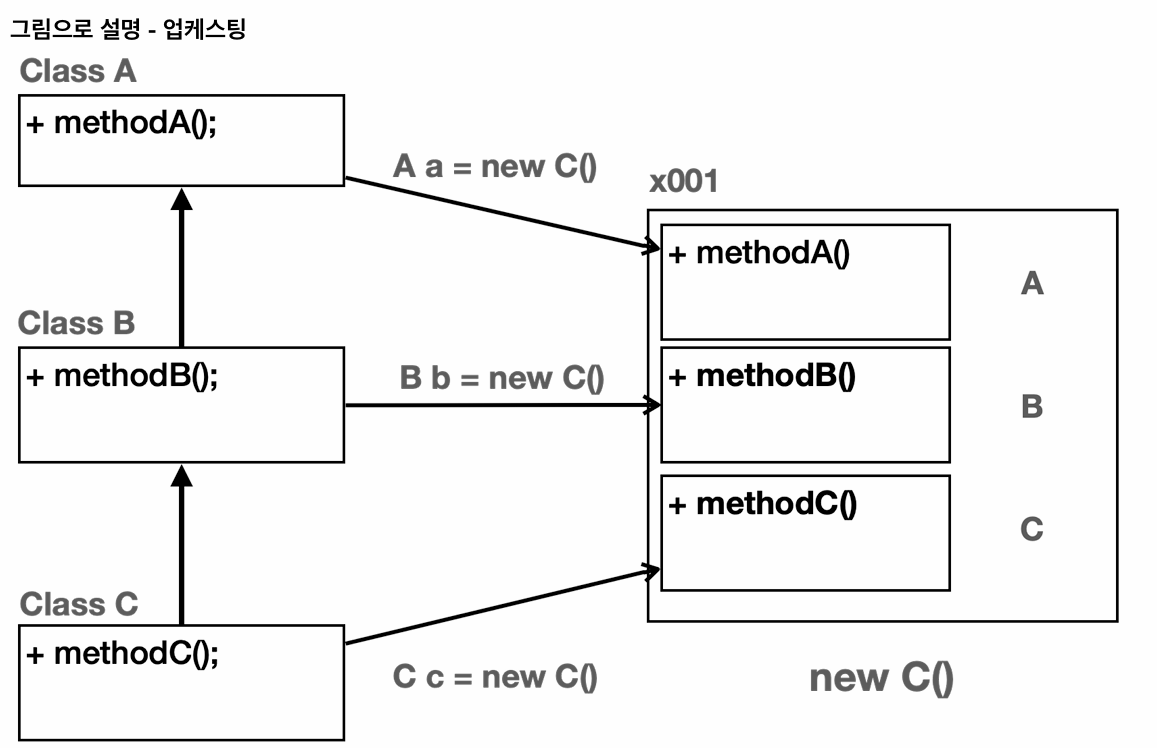 그림으로 설명 - 업케스팅
Class A
+ methodA();
A a = new C()
x001
+ methodA()
A
Class B
+ methodB();
B b = new C()
+ methodB()
B
+ methodC()
C
Class C
+ methodC();
C c = new C()
new C()